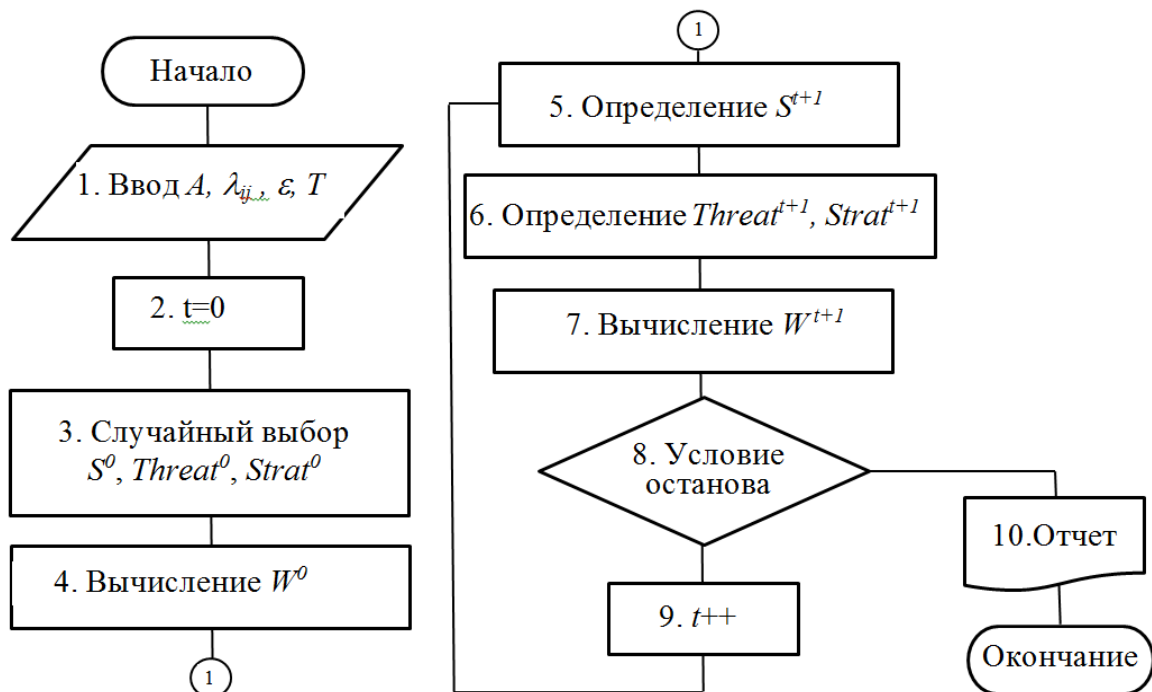 Начало
1. Ввод A, λij , ε, T
2. t=0
3. Случайный выбор
S⁰, Threat⁰, Strat⁰
4. Вычисление W⁰
1
1
5. Определение Sᵗ⁺¹
6. Определение Threatᵗ⁺¹, Stratᵗ⁺¹
7. Вычисление Wᵗ⁺¹
8. Условие
останова
9. t++
10.Отчет
Окончание